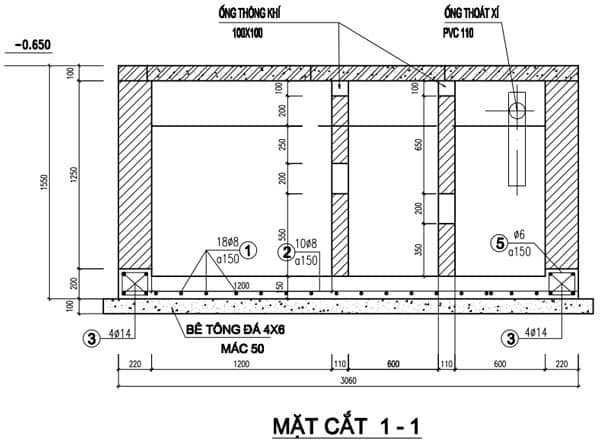 ỐNG THÔNG KHÍ
100X100
ỐNG THOÁT XÍ
PVC 110
-0.650
100
1250
1550
200
100
100
200
250
200
550
150
100
650
200
350
18ø8
a150
1
2
10ø8
a150
5
ø6
a150
1200
3
4ø14
BÊ TÔNG ĐÁ 4X6
MÁC 50
3
4ø14
220
1200
110
600
110
600
220
3060
MẶT CẮT 1 - 1